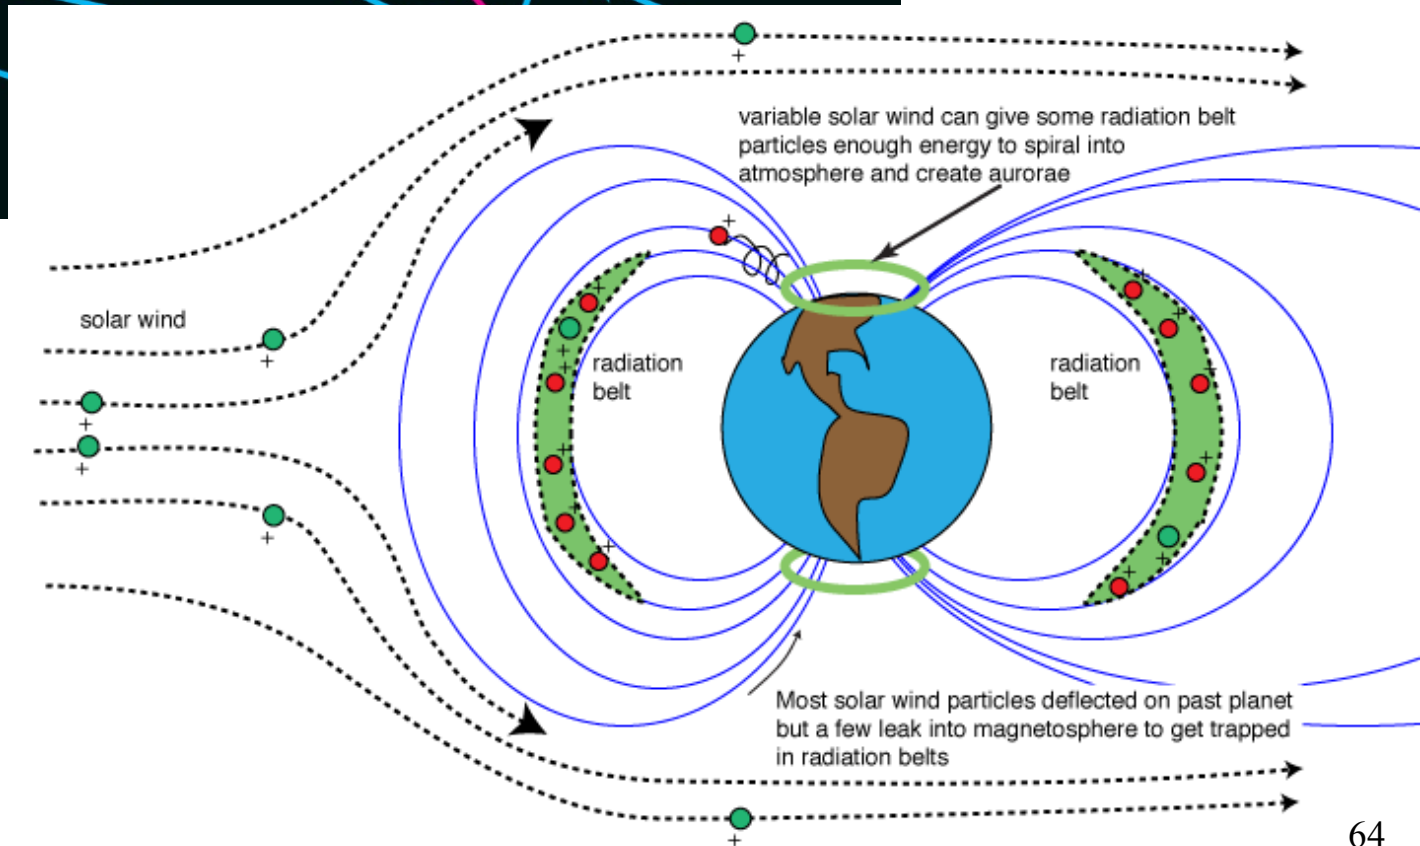 variable solar wind can give some radiation belt
particles enough energy to spiral into
atmosphere and create aurorae
solar wind
radiation
belt
radiation
belt
Most solar wind particles deflected on past planet
but a few leak into magnetosphere to get trapped
in radiation belts
64